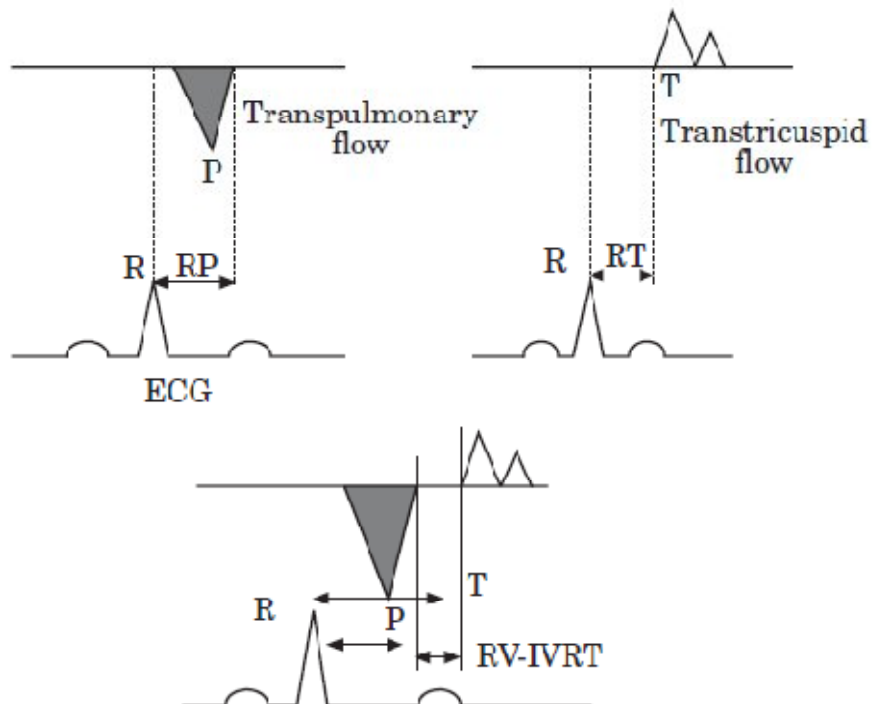 Transpulmonary
flow
P
R
RP
ECG
T
Transtricuspid
flow
R
RT
T
R
P
RV-IVRT